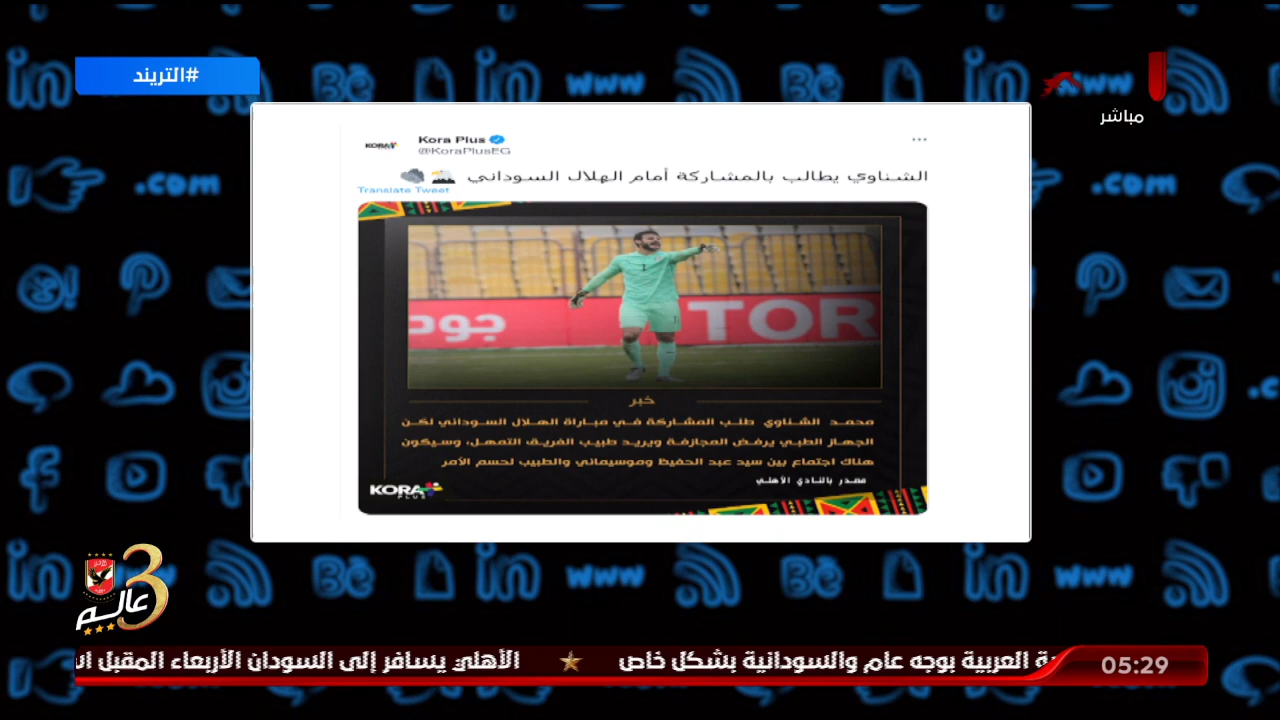 #التريند
مباشر
Kora Plus
@KoraPlusEG
الشناوي يطالب بالمشاركة أمام الهلال السوداني
Translate Tweet
جود
TOR
خبر
محمد الشناوي طلب المشاركة في مباراة الهلال السوداني لكن
الجهاز الطبي يرفض المجازفة ويريد طبيب الفريق التمهل، وسيكون
هناك اجتماع بين سيد عبد الحفيظ وموسيماني والطبيب لحسم الأمر
مصدر بالنادي الأهلي
KORA PLUS
3
عالم
ة العربية بوجه عام والسودانية بشكل خاص ★ الأهلي يسافر إلى السودان الأربعاء المقبل
05:29